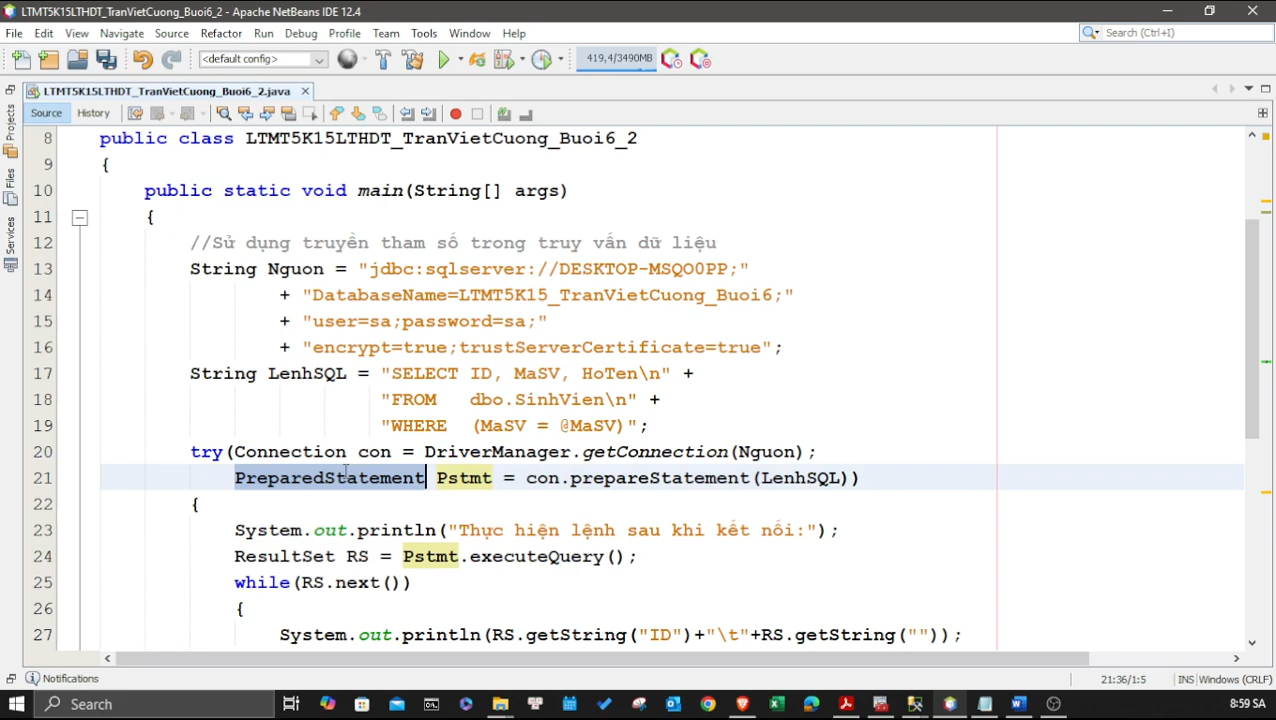 LTMT5K15LTHDT_TranVietCuong_Buoi6_2 - Apache NetBeans IDE 12.4
File Edit View Navigate Source Refactor Run Debug Profile Team Tools Window Help
Search (Ctrl+I)
<default config>
419,4/3490MB
LTMT5K15LTHDT_TranVietCuong_Buoi6_2.java
Source History
Projects
Files
Services
8 public class LTMT5K15LTHDT_TranVietCuong_Buoi6_2
9 {
10 public static void main(String[] args)
11 {
12 //Sử dụng truyền tham số trong truy vấn dữ liệu
13 String Nguon = "jdbc:sqlserver://DESKTOP-MSQO0PP;"
14 + "DatabaseName=LTMT5K15_TranVietCuong_Buoi6;"
15 + "user=sa;password=sa;"
16 + "encrypt=true;trustServerCertificate=true";
17 String LenhSQL = "SELECT ID, MaSV, HoTen\n" +
18 "FROM   dbo.SinhVien\n" +
19 "WHERE  (MaSV = @MaSV)";
20 try(Connection con = DriverManager.getConnection(Nguon);
21 PreparedStatement Pstmt = con.prepareStatement(LenhSQL))
22 {
23 System.out.println("Thực hiện lệnh sau khi kết nối:");
24 ResultSet RS = Pstmt.executeQuery();
25 while(RS.next())
26 {
27 System.out.println(RS.getString("ID")+"\t"+RS.getString(""));
Notifications
21:36/1:5 INS Windows (CRLF)
Search
8:59 SA